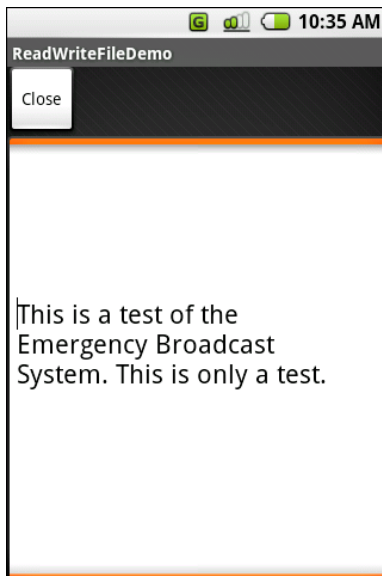 G 10:35 AM
ReadWriteFileDemo
Close
This is a test of the
Emergency Broadcast
System. This is only a test.